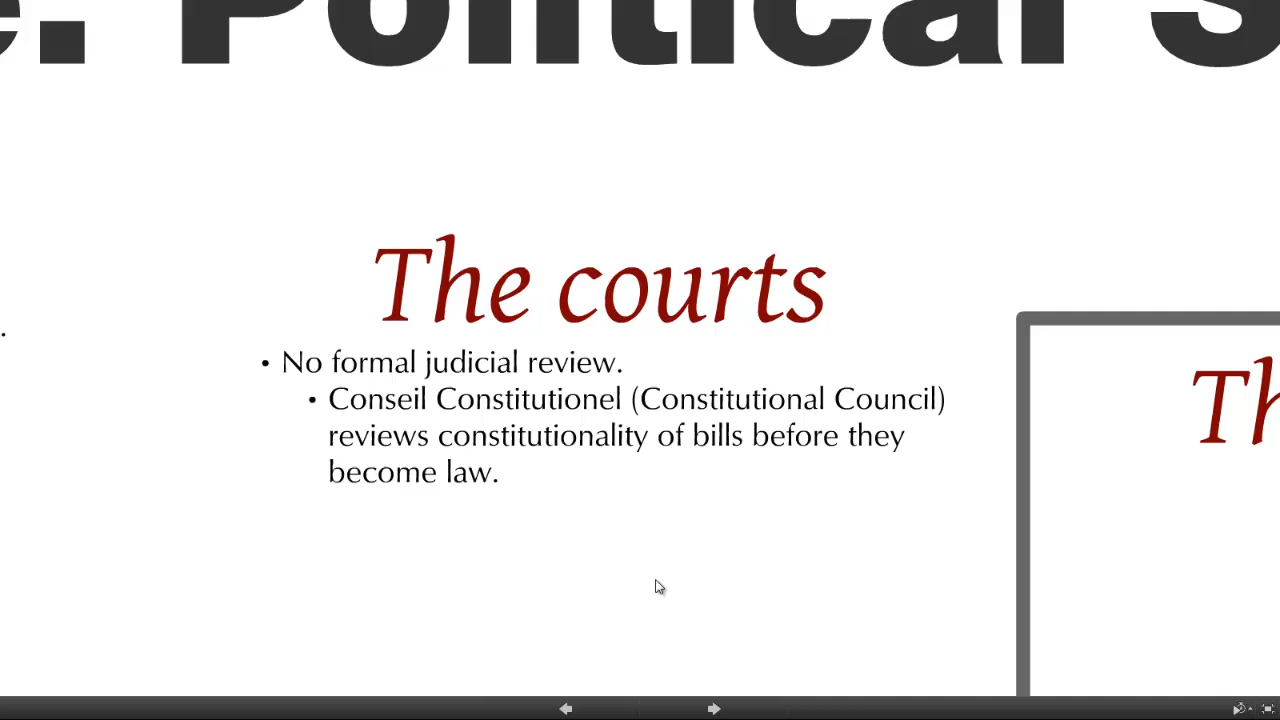 e: Political S
The courts
• No formal judicial review.
• Conseil Constitutionel (Constitutional Council)
reviews constitutionality of bills before they
become law.
Th